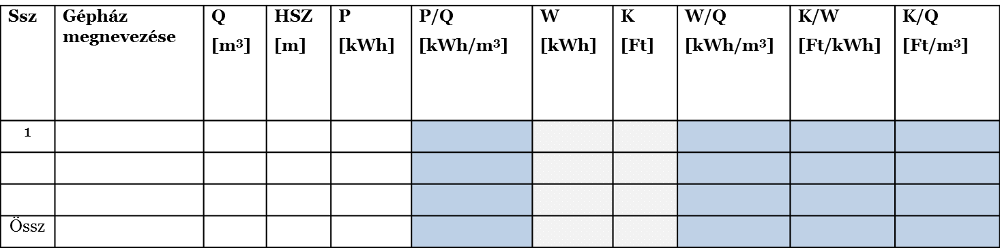 Ssz
Gépház
megnevezése
Q
[m³]
HSZ
[m]
P
[kWh]
P/Q
[kWh/m³]
W
[kWh]
K
[Ft]
W/Q
[kWh/m³]
K/W
[Ft/kWh]
K/Q
[Ft/m³]
1
Össz